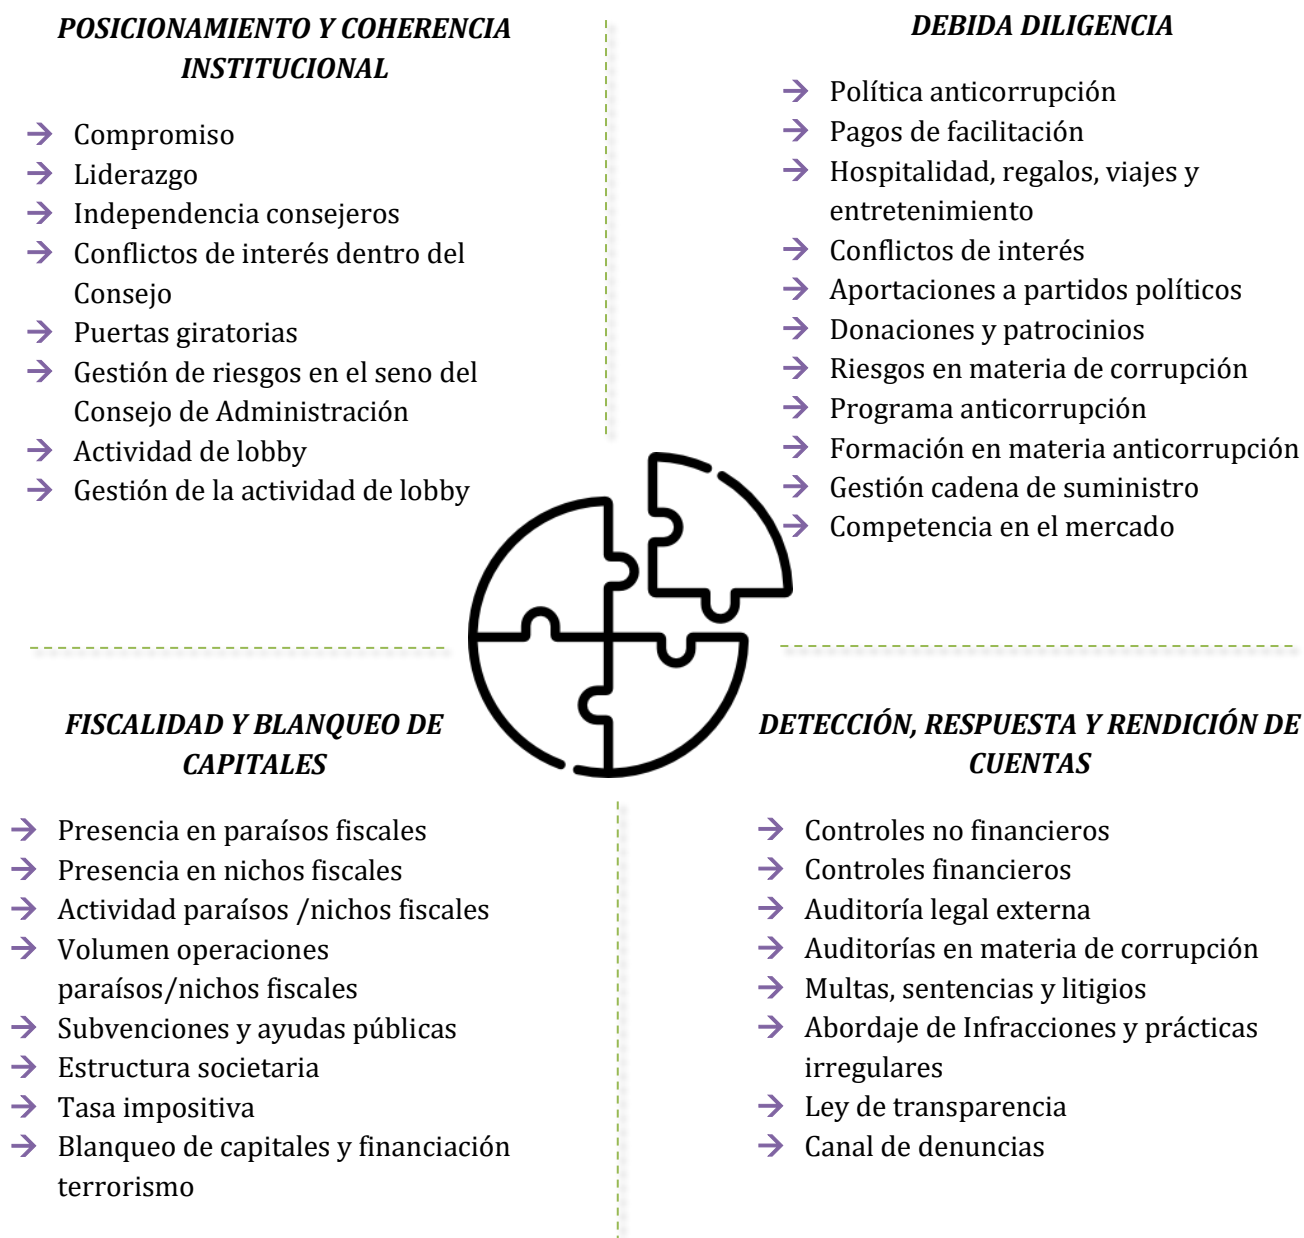 POSICIONAMIENTO Y COHERENCIA
INSTITUCIONAL
→ Compromiso
→ Liderazgo
→ Independencia consejeros
→ Conflictos de interés dentro del
Consejo
→ Puertas giratorias
→ Gestión de riesgos en el seno del
Consejo de Administración
→ Actividad de lobby
→ Gestión de la actividad de lobby
DEBIDA DILIGENCIA
→ Política anticorrupción
→ Pagos de facilitación
→ Hospitalidad, regalos, viajes y
entretenimiento
→ Conflictos de interés
→ Aportaciones a partidos políticos
→ Donaciones y patrocinios
→ Riesgos en materia de corrupción
→ Programa anticorrupción
→ Formación en materia anticorrupción
→ Gestión cadena de suministro
→ Competencia en el mercado
FISCALIDAD Y BLANQUEO DE
CAPITALES
→ Presencia en paraísos fiscales
→ Presencia en nichos fiscales
→ Actividad paraísos /nichos fiscales
→ Volumen operaciones
paraísos/nichos fiscales
→ Subvenciones y ayudas públicas
→ Estructura societaria
→ Tasa impositiva
→ Blanqueo de capitales y financiación
terrorismo
DETECCIÓN, RESPUESTA Y RENDICIÓN DE
CUENTAS
→ Controles no financieros
→ Controles financieros
→ Auditoría legal externa
→ Auditorías en materia de corrupción
→ Multas, sentencias y litigios
→ Abordaje de Infracciones y prácticas
irregulares
→ Ley de transparencia
→ Canal de denuncias